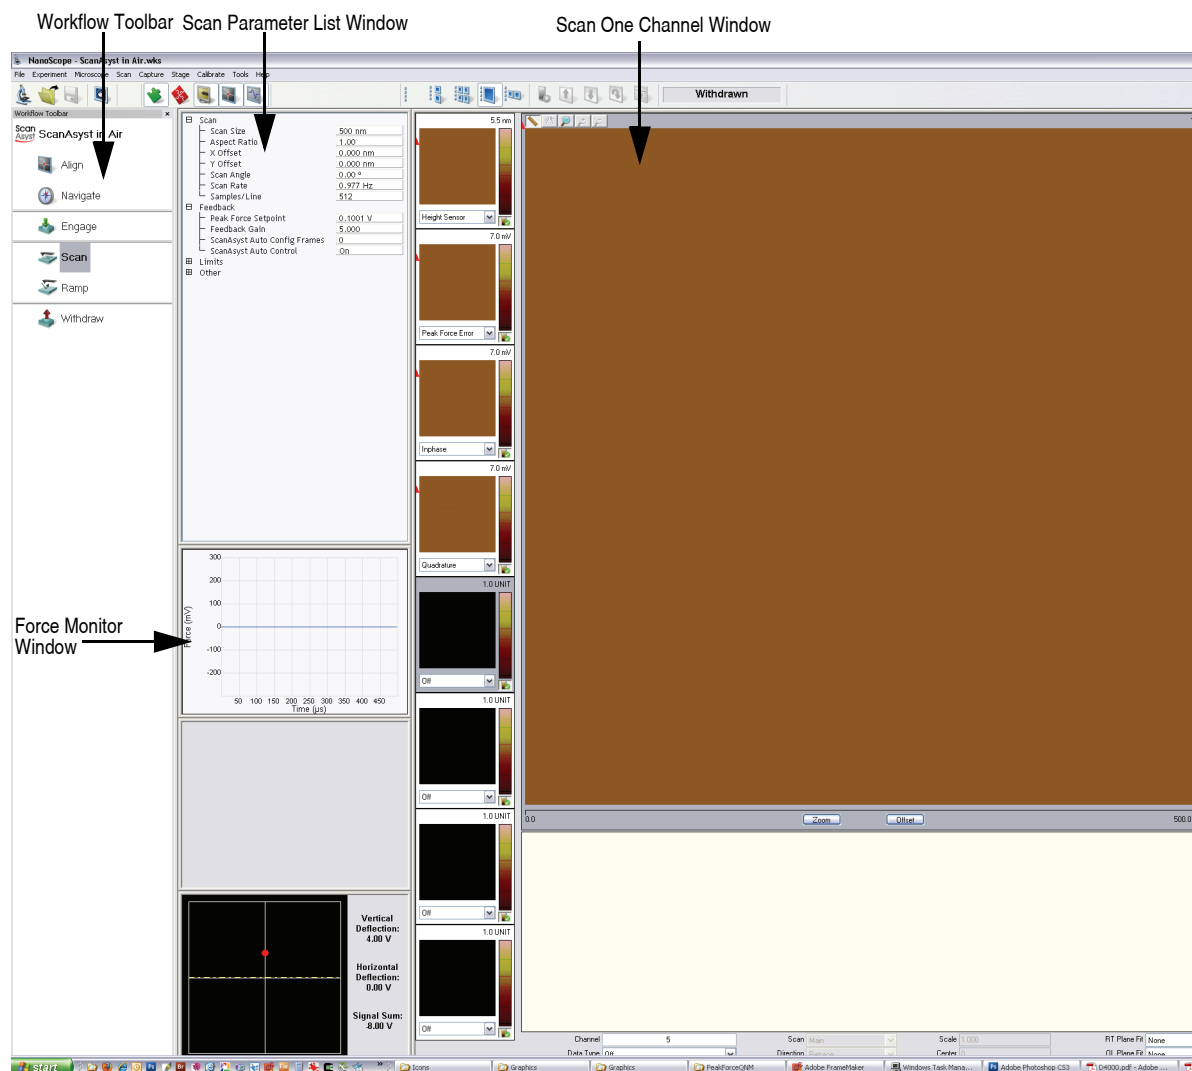 Workflow Toolbar Scan Parameter List Window
Scan One Channel Window
NanoScope - ScanAsyst in Air.wks
File Experiment Microscope Scan Capture Stage Calibrate Tools Help
Withdrawn
Workflow Toolbar x
Scan Asyst ScanAsyst in Air
Align
Navigate
Engage
Scan
Ramp
Withdraw
Scan
Scan Size 500 nm
Aspect Ratio 1.00
X Offset 0.000 nm
Y Offset 0.000 nm
Scan Angle 0.00 º
Scan Rate 0.977 Hz
Samples/Line 512
Feedback
Peak Force Setpoint 0.1001 V
Feedback Gain 5.000
ScanAsyst Auto Config Frames 0
ScanAsyst Auto Control On
Limits
Other
5.5 nm
Height Sensor
7.0 mV
Peak Force Error
7.0 mV
Inphase
7.0 mV
Quadrature
1.0 UNIT
Off
1.0 UNIT
Off
1.0 UNIT
Off
1.0 UNIT
Off
Force Monitor
Window
300
200
100
0
-100
-200
Force (mV)
50 100 150 200 250 300 350 400 450
Time (µs)
Vertical
Deflection:
4.00 V
Horizontal
Deflection:
0.00 V
Signal Sum:
-8.00 V
0.0 Zoom Offset 500.0
Channel 5 Scan Main Scale 1.000 RT Plane Fit None
Data Type Off Direction Retrace Center 0 OL Plane Fit None
start Icons Graphics Graphics PeakForceQNM Adobe FrameMaker Windows Task Mana... Adobe Photoshop CS3 D4000.pdf - Adobe ...